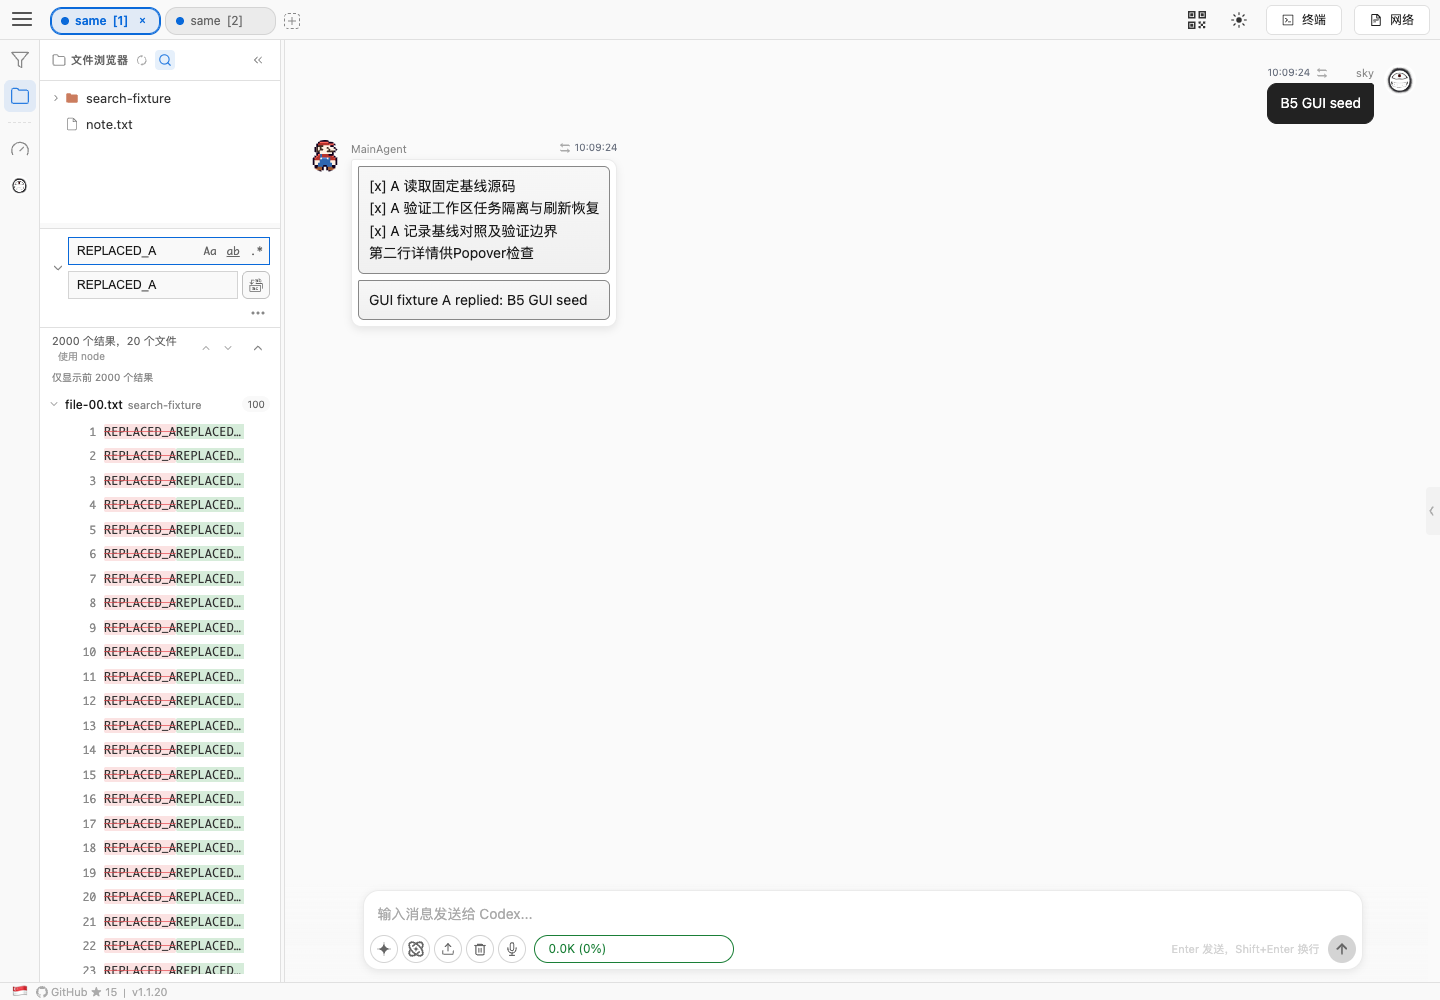 same [1] ×
same [2]
终端
网络
文件浏览器
search-fixture
note.txt
REPLACED_A Aa ab .*
REPLACED_A
2000 个结果，20 个文件
使用 node
仅显示前 2000 个结果
file-00.txt search-fixture 100
1 REPLACED_AREPLACED…
2 REPLACED_AREPLACED…
3 REPLACED_AREPLACED…
4 REPLACED_AREPLACED…
5 REPLACED_AREPLACED…
6 REPLACED_AREPLACED…
7 REPLACED_AREPLACED…
8 REPLACED_AREPLACED…
9 REPLACED_AREPLACED…
10 REPLACED_AREPLACED…
11 REPLACED_AREPLACED…
12 REPLACED_AREPLACED…
13 REPLACED_AREPLACED…
14 REPLACED_AREPLACED…
15 REPLACED_AREPLACED…
16 REPLACED_AREPLACED…
17 REPLACED_AREPLACED…
18 REPLACED_AREPLACED…
19 REPLACED_AREPLACED…
20 REPLACED_AREPLACED…
21 REPLACED_AREPLACED…
22 REPLACED_AREPLACED…
23 REPLACED_AREPLACED…
10:09:24 sky
B5 GUI seed
MainAgent 10:09:24
[x] A 读取固定基线源码
[x] A 验证工作区任务隔离与刷新恢复
[x] A 记录基线对照及验证边界
第二行详情供Popover检查
GUI fixture A replied: B5 GUI seed
输入消息发送给 Codex...
0.0K (0%)
Enter 发送，Shift+Enter 换行
GitHub ★ 15 | v1.1.20